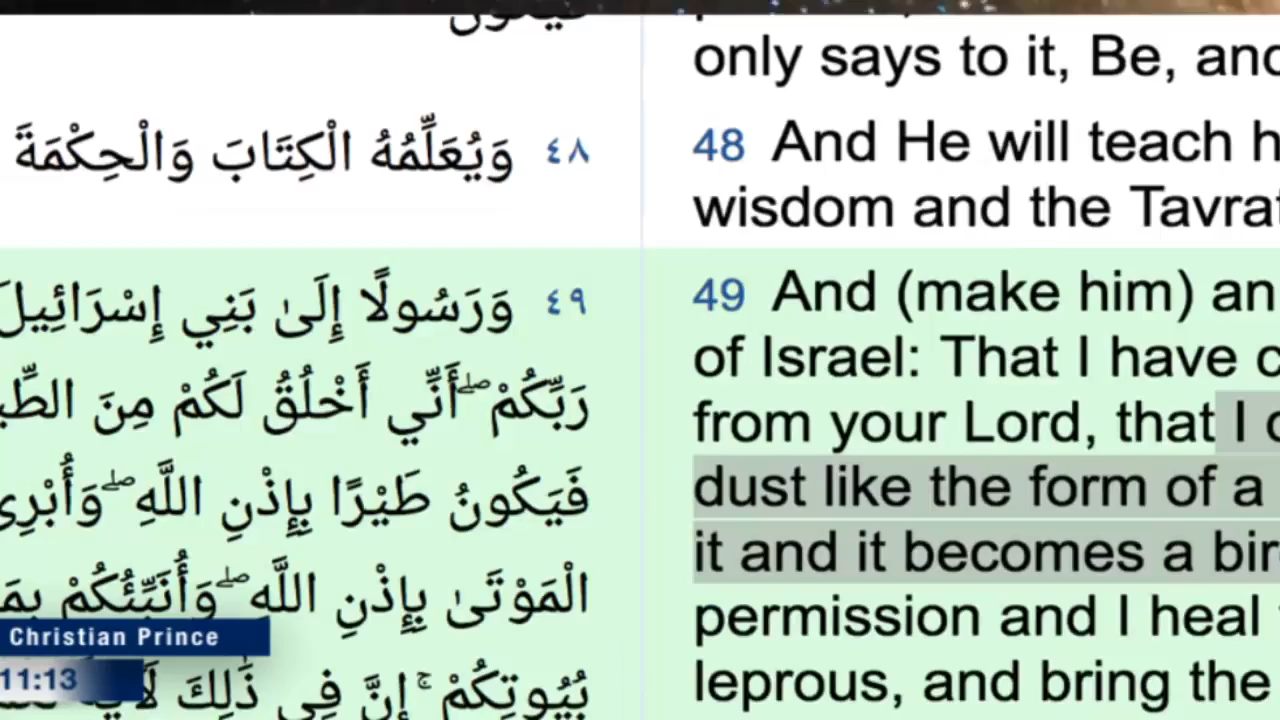 فيكون
only says to it, Be, and
وَيُعَلِّمُهُ الْكِتَابَ وَالْحِكْمَةَ ٤٨
48 And He will teach h
wisdom and the Tavrat
وَرَسُولًا إِلَىٰ بَنِي إِسْرَائِيلَ ٤٩
رَبِّكُمْ ۖ أَنِّي أَخْلُقُ لَكُمْ مِنَ الطِّي
فَيَكُونُ طَيْرًا بِإِذْنِ اللَّهِ ۖ وَأُبْرِئ
الْمَوْتَىٰ بِإِذْنِ اللَّهِ ۖ وَأُنَبِّئُكُمْ بِمَ
بُيُوتِكُمْ ۚ إِنَّ فِي ذَٰلِكَ
49 And (make him) an
of Israel: That I have c
from your Lord, that I c
dust like the form of a
it and it becomes a bir
permission and I heal
leprous, and bring the
Christian Prince
11:13